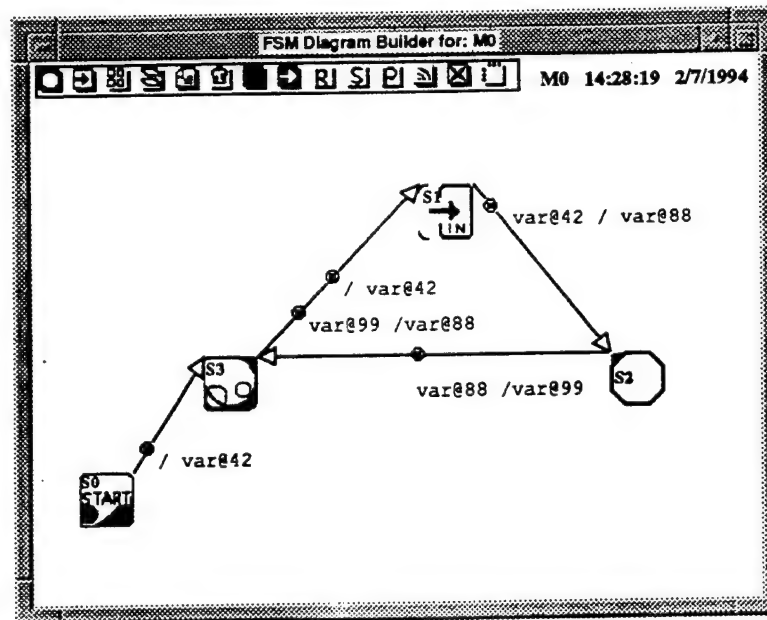 FSM Diagram Builder for: M0
R S P M0 14:28:19 2/7/1994
S1
IN
var@42 / var@88
/ var@42
var@99 /var@88
S3
S2
var@88 /var@99
/ var@42
S0
START